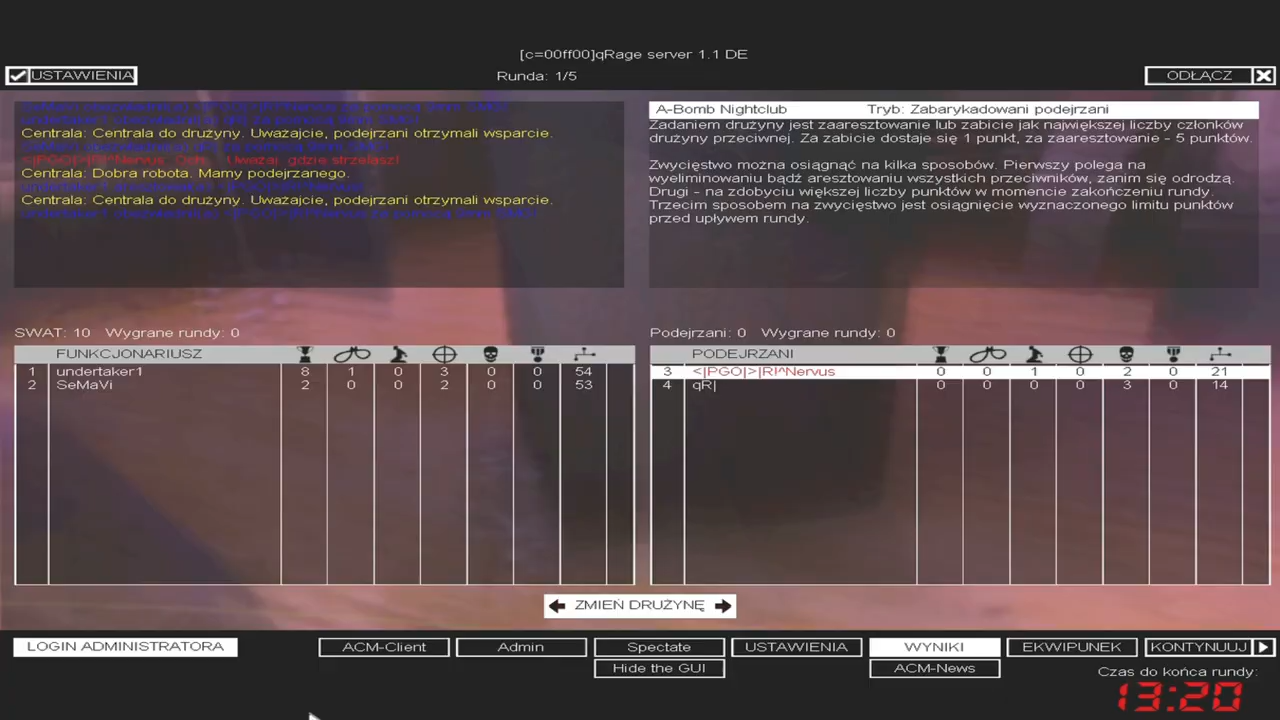 [c=00ff00]qRage server 1.1 DE
USTAWIENIA
Runda: 1/5
ODŁĄCZ
Centrala: Centrala do drużyny. Uważajcie, podejrzani otrzymali wsparcie.
<|PGO|>|R|^Nervus: Och... Uważaj, gdzie strzelasz!
Centrala: Dobra robota. Mamy podejrzanego.
Centrala: Centrala do drużyny. Uważajcie, podejrzani otrzymali wsparcie.
A-Bomb Nightclub Tryb: Zabarykadowani podejrzani
Zadaniem drużyny jest zaaresztowanie lub zabicie jak największej liczby członków
drużyny przeciwnej. Za zabicie dostaje się 1 punkt, za zaaresztowanie - 5 punktów.
Zwycięstwo można osiągnąć na kilka sposobów. Pierwszy polega na
wyeliminowaniu bądź aresztowaniu wszystkich przeciwników, zanim się odrodzą.
Drugi - na zdobyciu większej liczby punktów w momencie zakończeniu rundy.
Trzecim sposobem na zwycięstwo jest osiągnięcie wyznaczonego limitu punktów
przed upływem rundy.
SWAT: 10 Wygrane rundy: 0
FUNKCJONARIUSZ
1 undertaker1 8 1 0 3 0 0 54
2 SeMaVi 2 0 0 2 0 0 53
Podejrzani: 0 Wygrane rundy: 0
PODEJRZANI
3 <|PGO|>|R|^Nervus 0 0 1 0 2 0 21
4 qR| 0 0 0 0 3 0 14
ZMIEŃ DRUŻYNĘ
LOGIN ADMINISTRATORA
ACM-Client
Admin
Spectate
USTAWIENIA
WYNIKI
EKWIPUNEK
KONTYNUUJ
Hide the GUI
ACM-News
Czas do końca rundy:
13:20